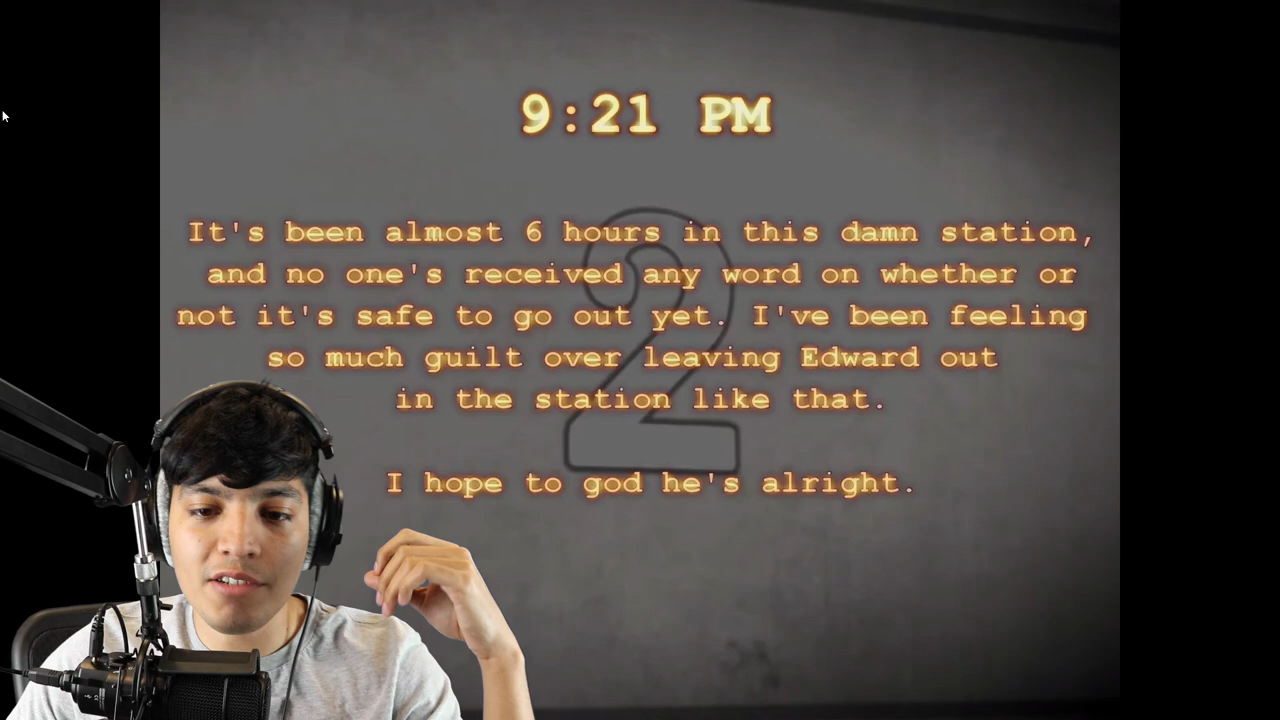 9:21 PM
It's been almost 6 hours in this damn station,
and no one's received any word on whether or
not it's safe to go out yet. I've been feeling
so much guilt over leaving Edward out
in the station like that.
I hope to god he's alright.
2